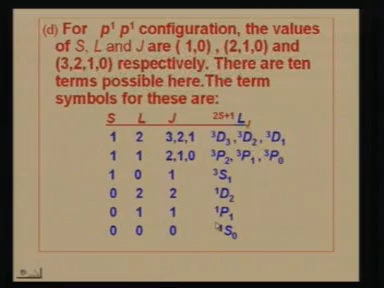 (d) For p¹ p¹ configuration, the values
of S, L and J are ( 1,0) , (2,1,0) and
(3,2,1,0) respectively. There are ten
terms possible here.The term
symbols for these are:
S L J ²ˢ⁺¹ L_J
1 2 3,2,1 ³D₃ ,³D₂ , ³D₁
1 1 2,1,0 ³P₂,³P₁ , ³P₀
1 0 1 ³S₁
0 2 2 ¹D₂
0 1 1 ¹P₁
0 0 0 ¹S₀